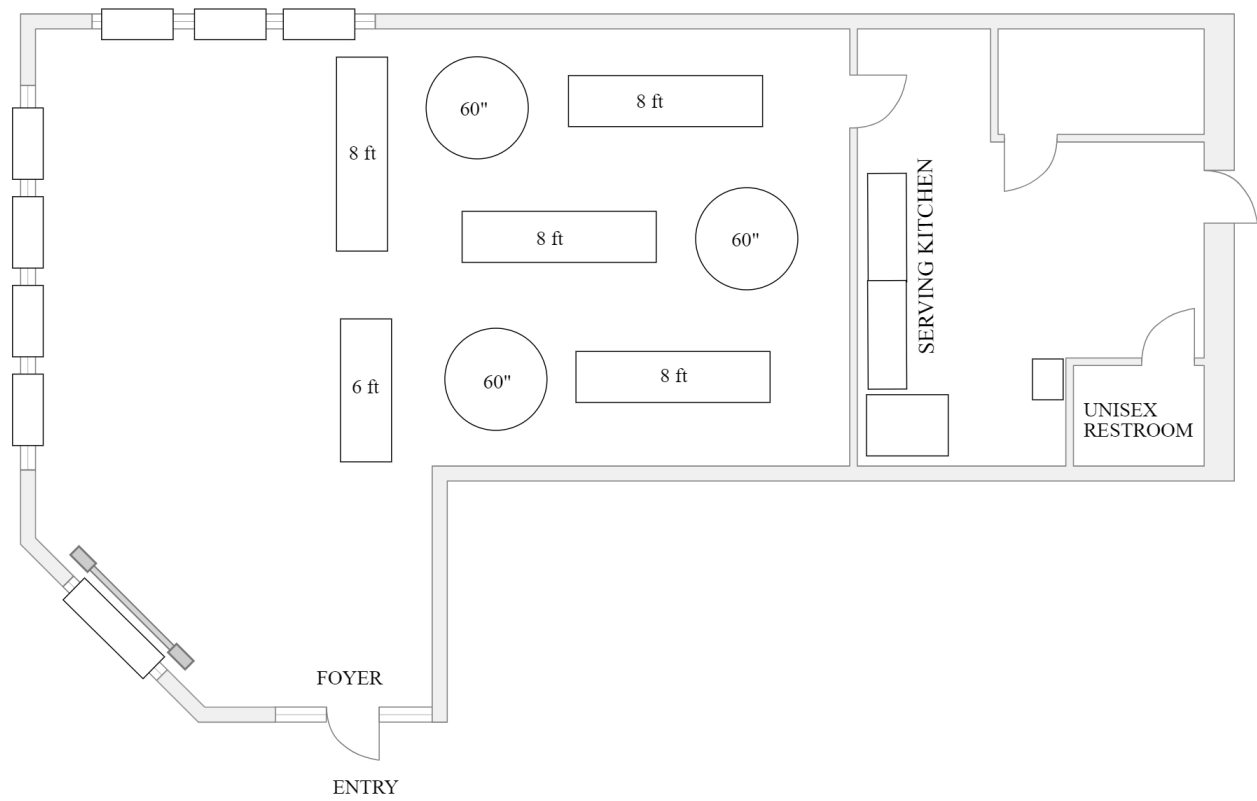 60"
8 ft
8 ft
8 ft
60"
6 ft
60"
8 ft
SERVING KITCHEN
UNISEX
RESTROOM
FOYER
ENTRY